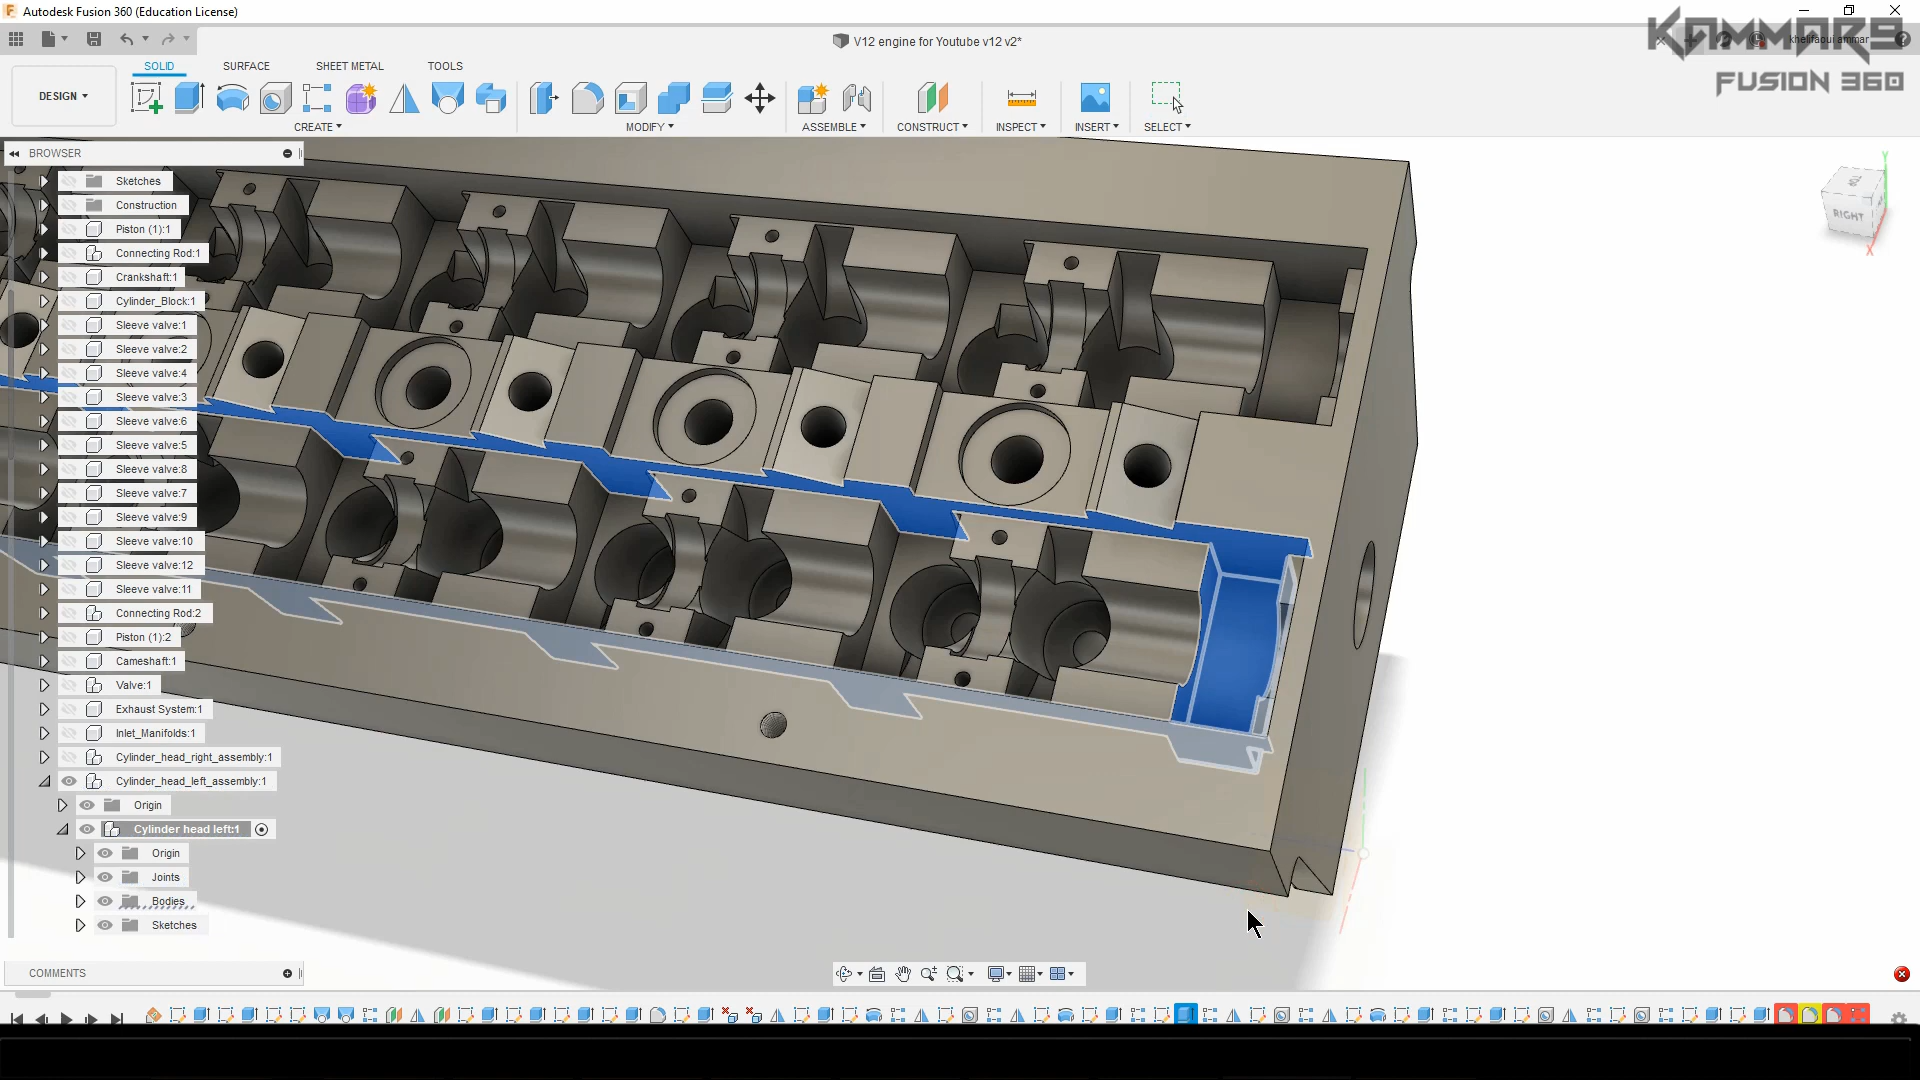 Autodesk Fusion 360 (Education License)
V12 engine for Youtube v12 v2*
khelifaoui ammar
KAMMAR9
FUSION 360
SOLID
SURFACE
SHEET METAL
TOOLS
DESIGN
CREATE
MODIFY
ASSEMBLE
CONSTRUCT
INSPECT
INSERT
SELECT
BROWSER
Sketches
Construction
Piston (1):1
Connecting Rod:1
Crankshaft:1
Cylinder_Block:1
Sleeve valve:1
Sleeve valve:2
Sleeve valve:4
Sleeve valve:3
Sleeve valve:6
Sleeve valve:5
Sleeve valve:8
Sleeve valve:7
Sleeve valve:9
Sleeve valve:10
Sleeve valve:12
Sleeve valve:11
Connecting Rod:2
Piston (1):2
Cameshaft:1
Valve:1
Exhaust System:1
Inlet_Manifolds:1
Cylinder_head_right_assembly:1
Cylinder_head_left_assembly:1
Origin
Cylinder head left:1
Origin
Joints
Bodies
Sketches
COMMENTS
TOP
RIGHT
Y
X